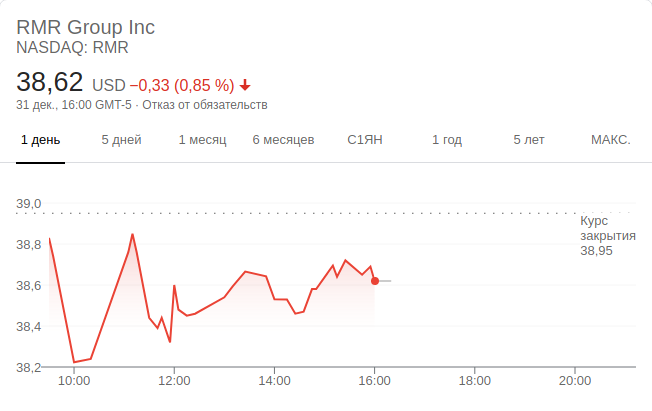 RMR Group Inc
NASDAQ: RMR
38,62 USD −0,33 (0,85 %)
31 дек., 16:00 GMT-5 · Отказ от обязательств
1 день 5 дней 1 месяц 6 месяцев С1ЯН 1 год 5 лет МАКС.
39,0
Курс
закрытия
38,95
38,8
38,6
38,4
38,2
10:00 12:00 14:00 16:00 18:00 20:00